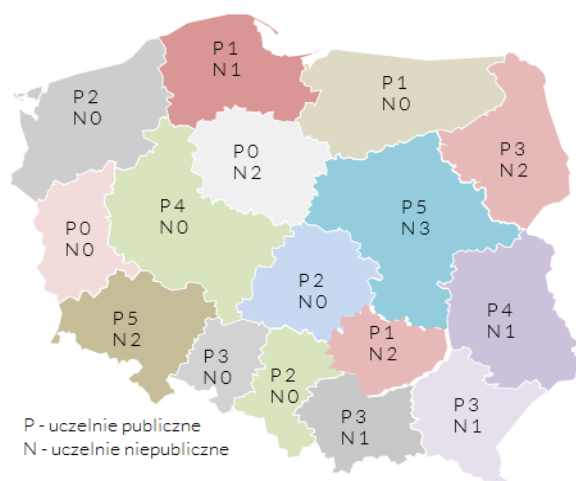 P 1
N 1
P 2
N 0
P 1
N 0
P 0
N 2
P 3
N 2
P 4
N 0
P 0
N 0
P 5
N 3
P 2
N 0
P 4
N 1
P 5
N 2
P 1
N 2
P 3
N 0
P 2
N 0
P 3
N 1
P 3
N 1
P - uczelnie publiczne
N - uczelnie niepubliczne